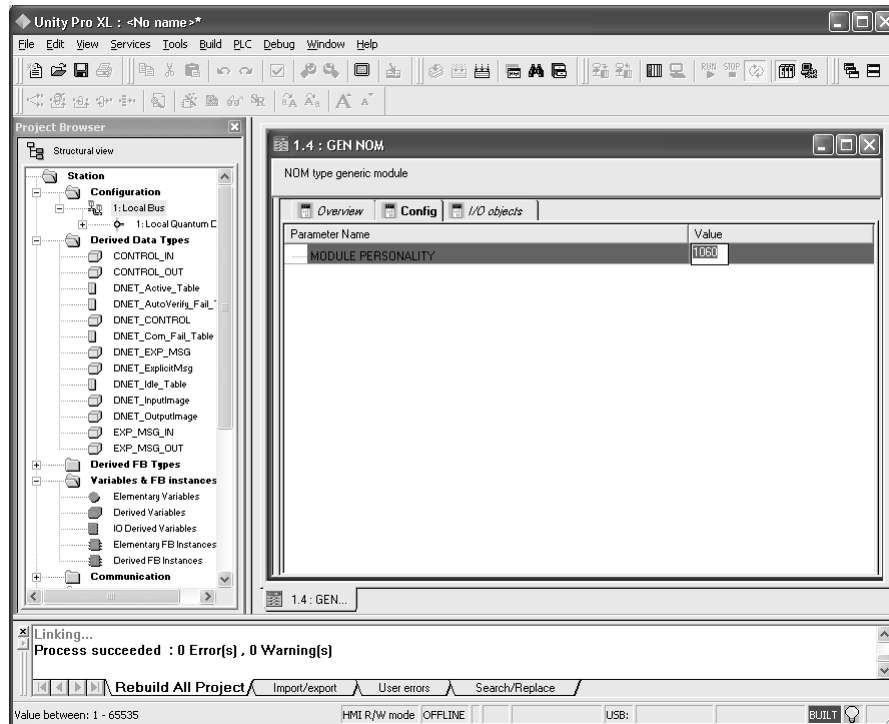 Unity Pro XL : <No name>*
File Edit View Services Tools Build PLC Debug Window Help
RUN STOP
Project Browser
Structural view
Station
Configuration
1: Local Bus
1: Local Quantum D
Derived Data Types
CONTROL_IN
CONTROL_OUT
DNET_Active_Table
DNET_AutoVerify_Fail_
DNET_CONTROL
DNET_Com_Fail_Table
DNET_EXP_MSG
DNET_ExplicitMsg
DNET_Idle_Table
DNET_InputImage
DNET_OutputImage
EXP_MSG_IN
EXP_MSG_OUT
Derived FB Types
Variables & FB instances
Elementary Variables
Derived Variables
IO Derived Variables
Elementary FB Instances
Derived FB Instances
Communication
1.4 : GEN NOM
NOM type generic module
Overview Config I/O objects
Parameter Name Value
MODULE PERSONALITY 1060
1.4 : GEN...
Linking...
Process succeeded : 0 Error(s) , 0 Warning(s)
Rebuild All Project Import/export User errors Search/Replace
Value between: 1 - 65535 HMI R/W mode OFFLINE USB: BUILT